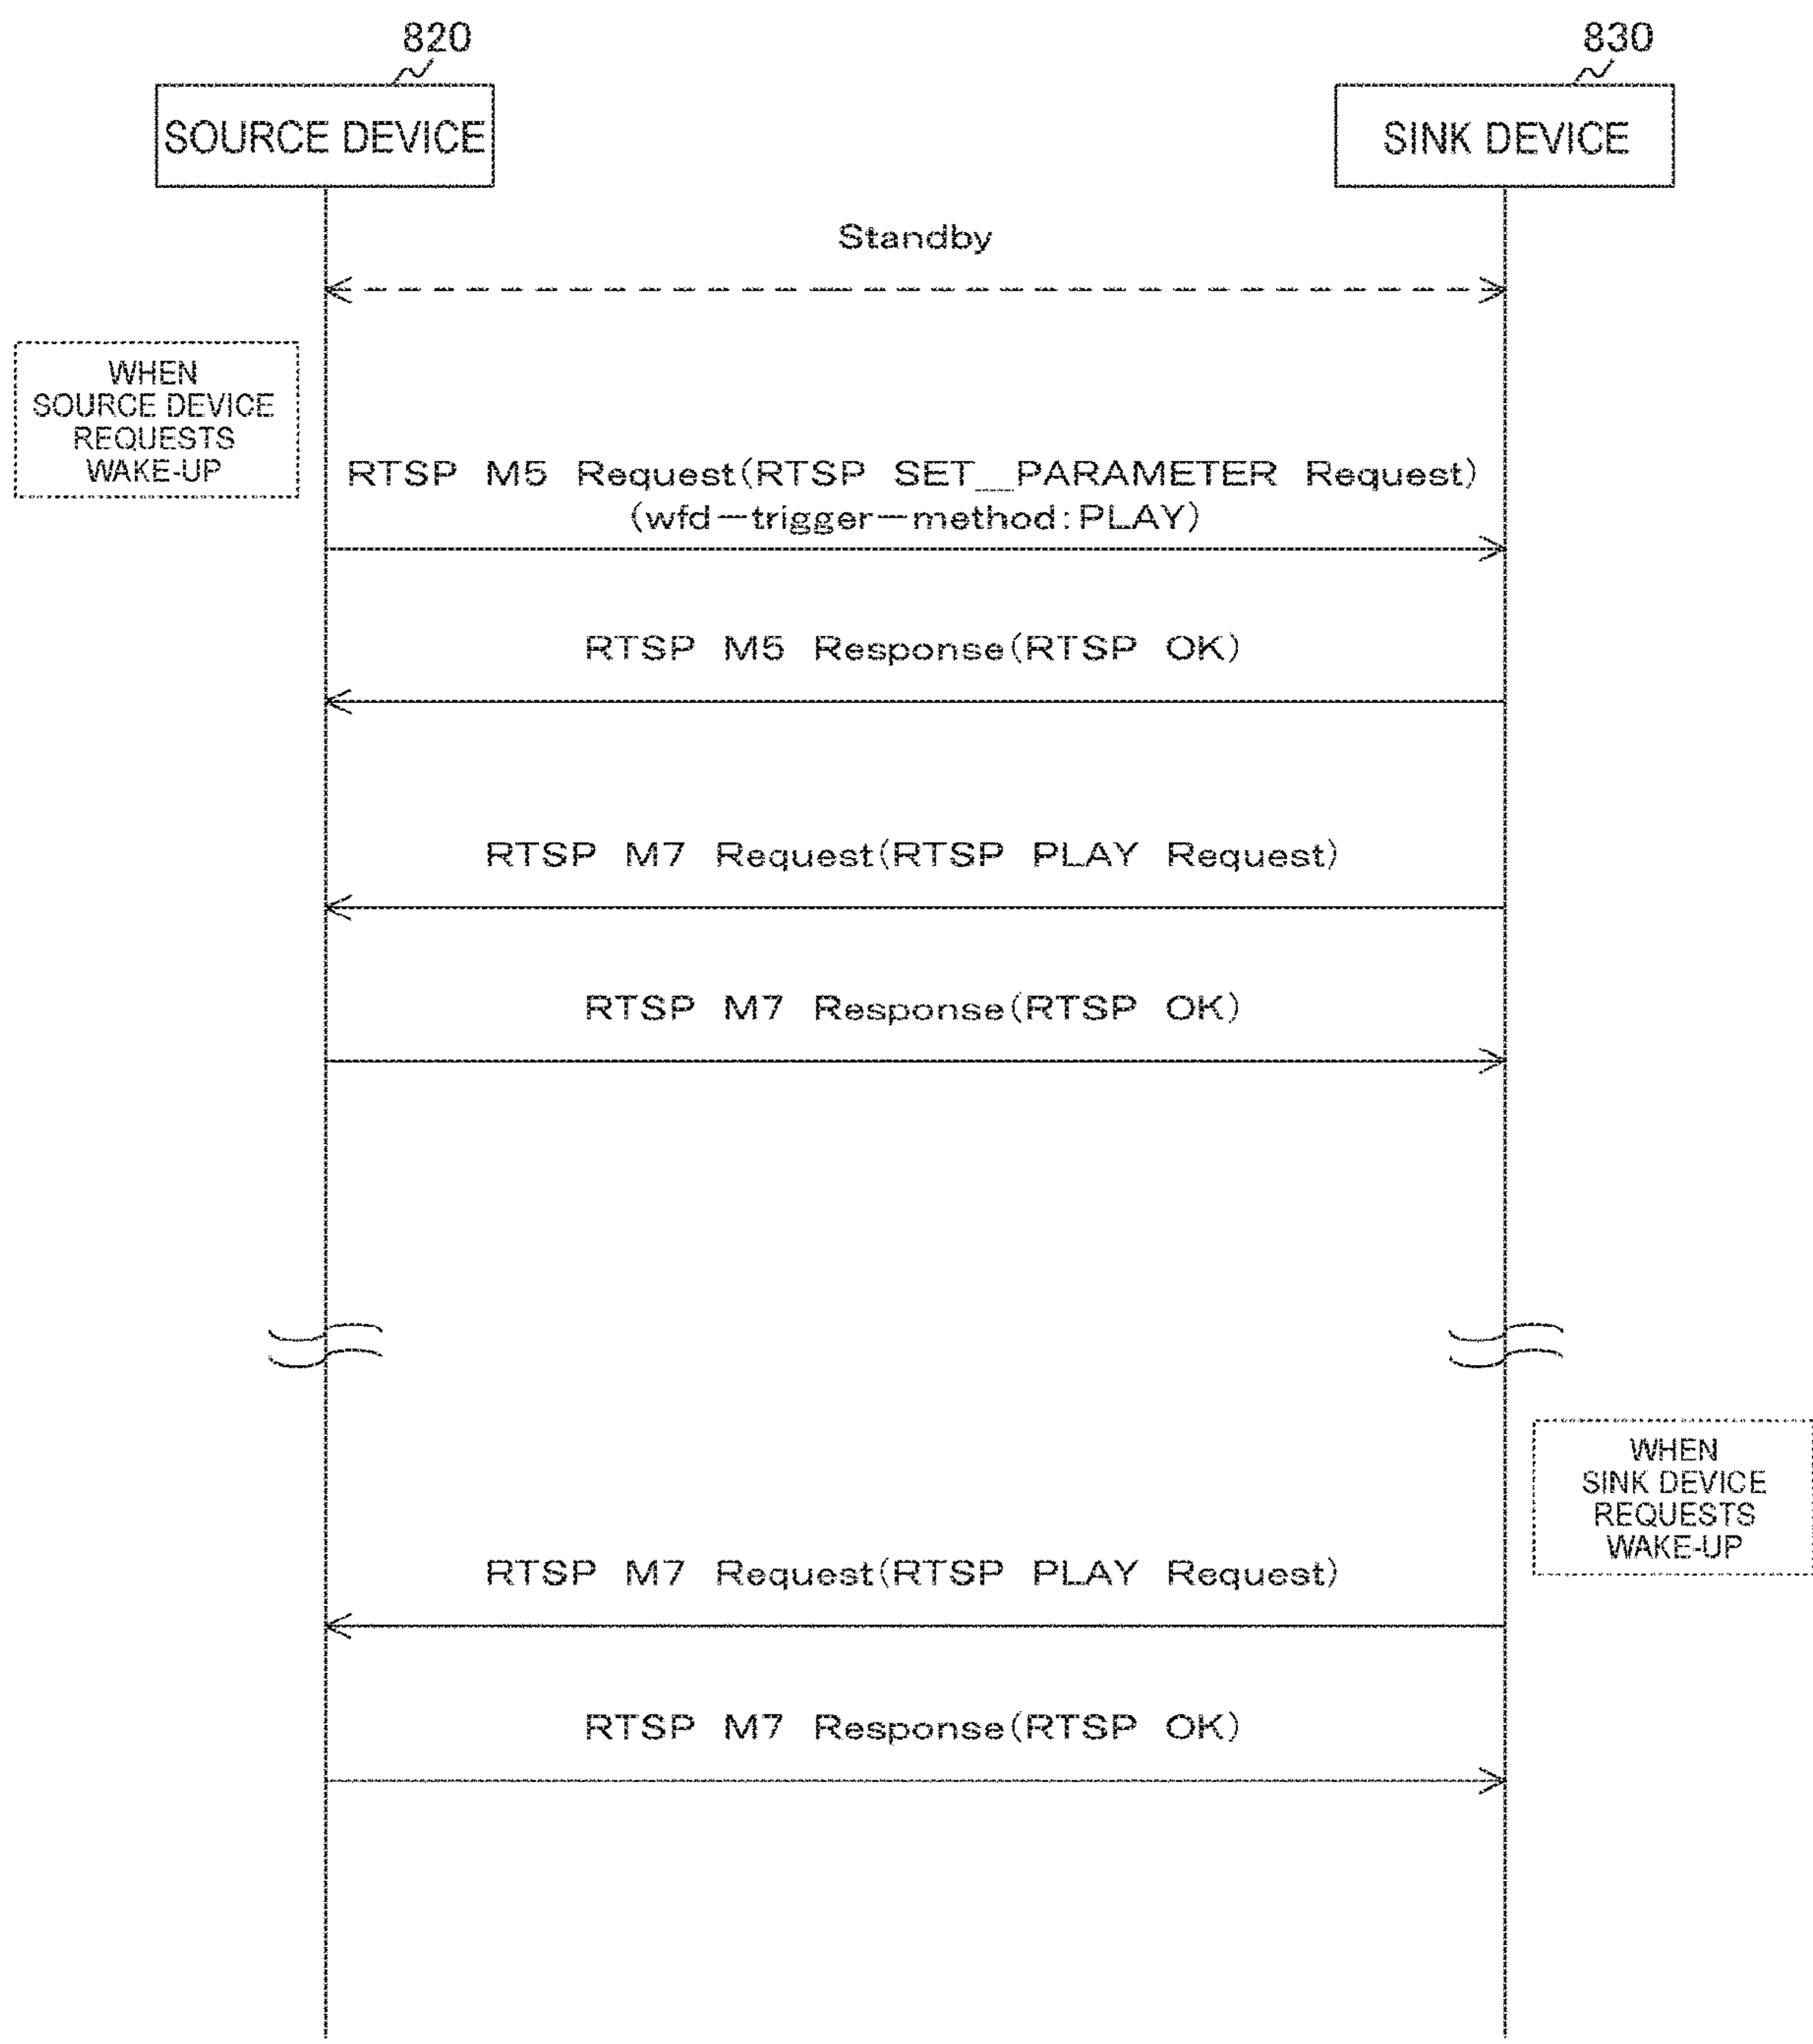 820
830
SOURCE DEVICE
SINK DEVICE
Standby
WHEN
SOURCE DEVICE
REQUESTS
WAKE-UP
RTSP M5 Request(RTSP SET__PARAMETER Request)
(wfd-trigger-method:PLAY)
RTSP M5 Response(RTSP OK)
RTSP M7 Request(RTSP PLAY Request)
RTSP M7 Response(RTSP OK)
WHEN
SINK DEVICE
REQUESTS
WAKE-UP
RTSP M7 Request(RTSP PLAY Request)
RTSP M7 Response(RTSP OK)